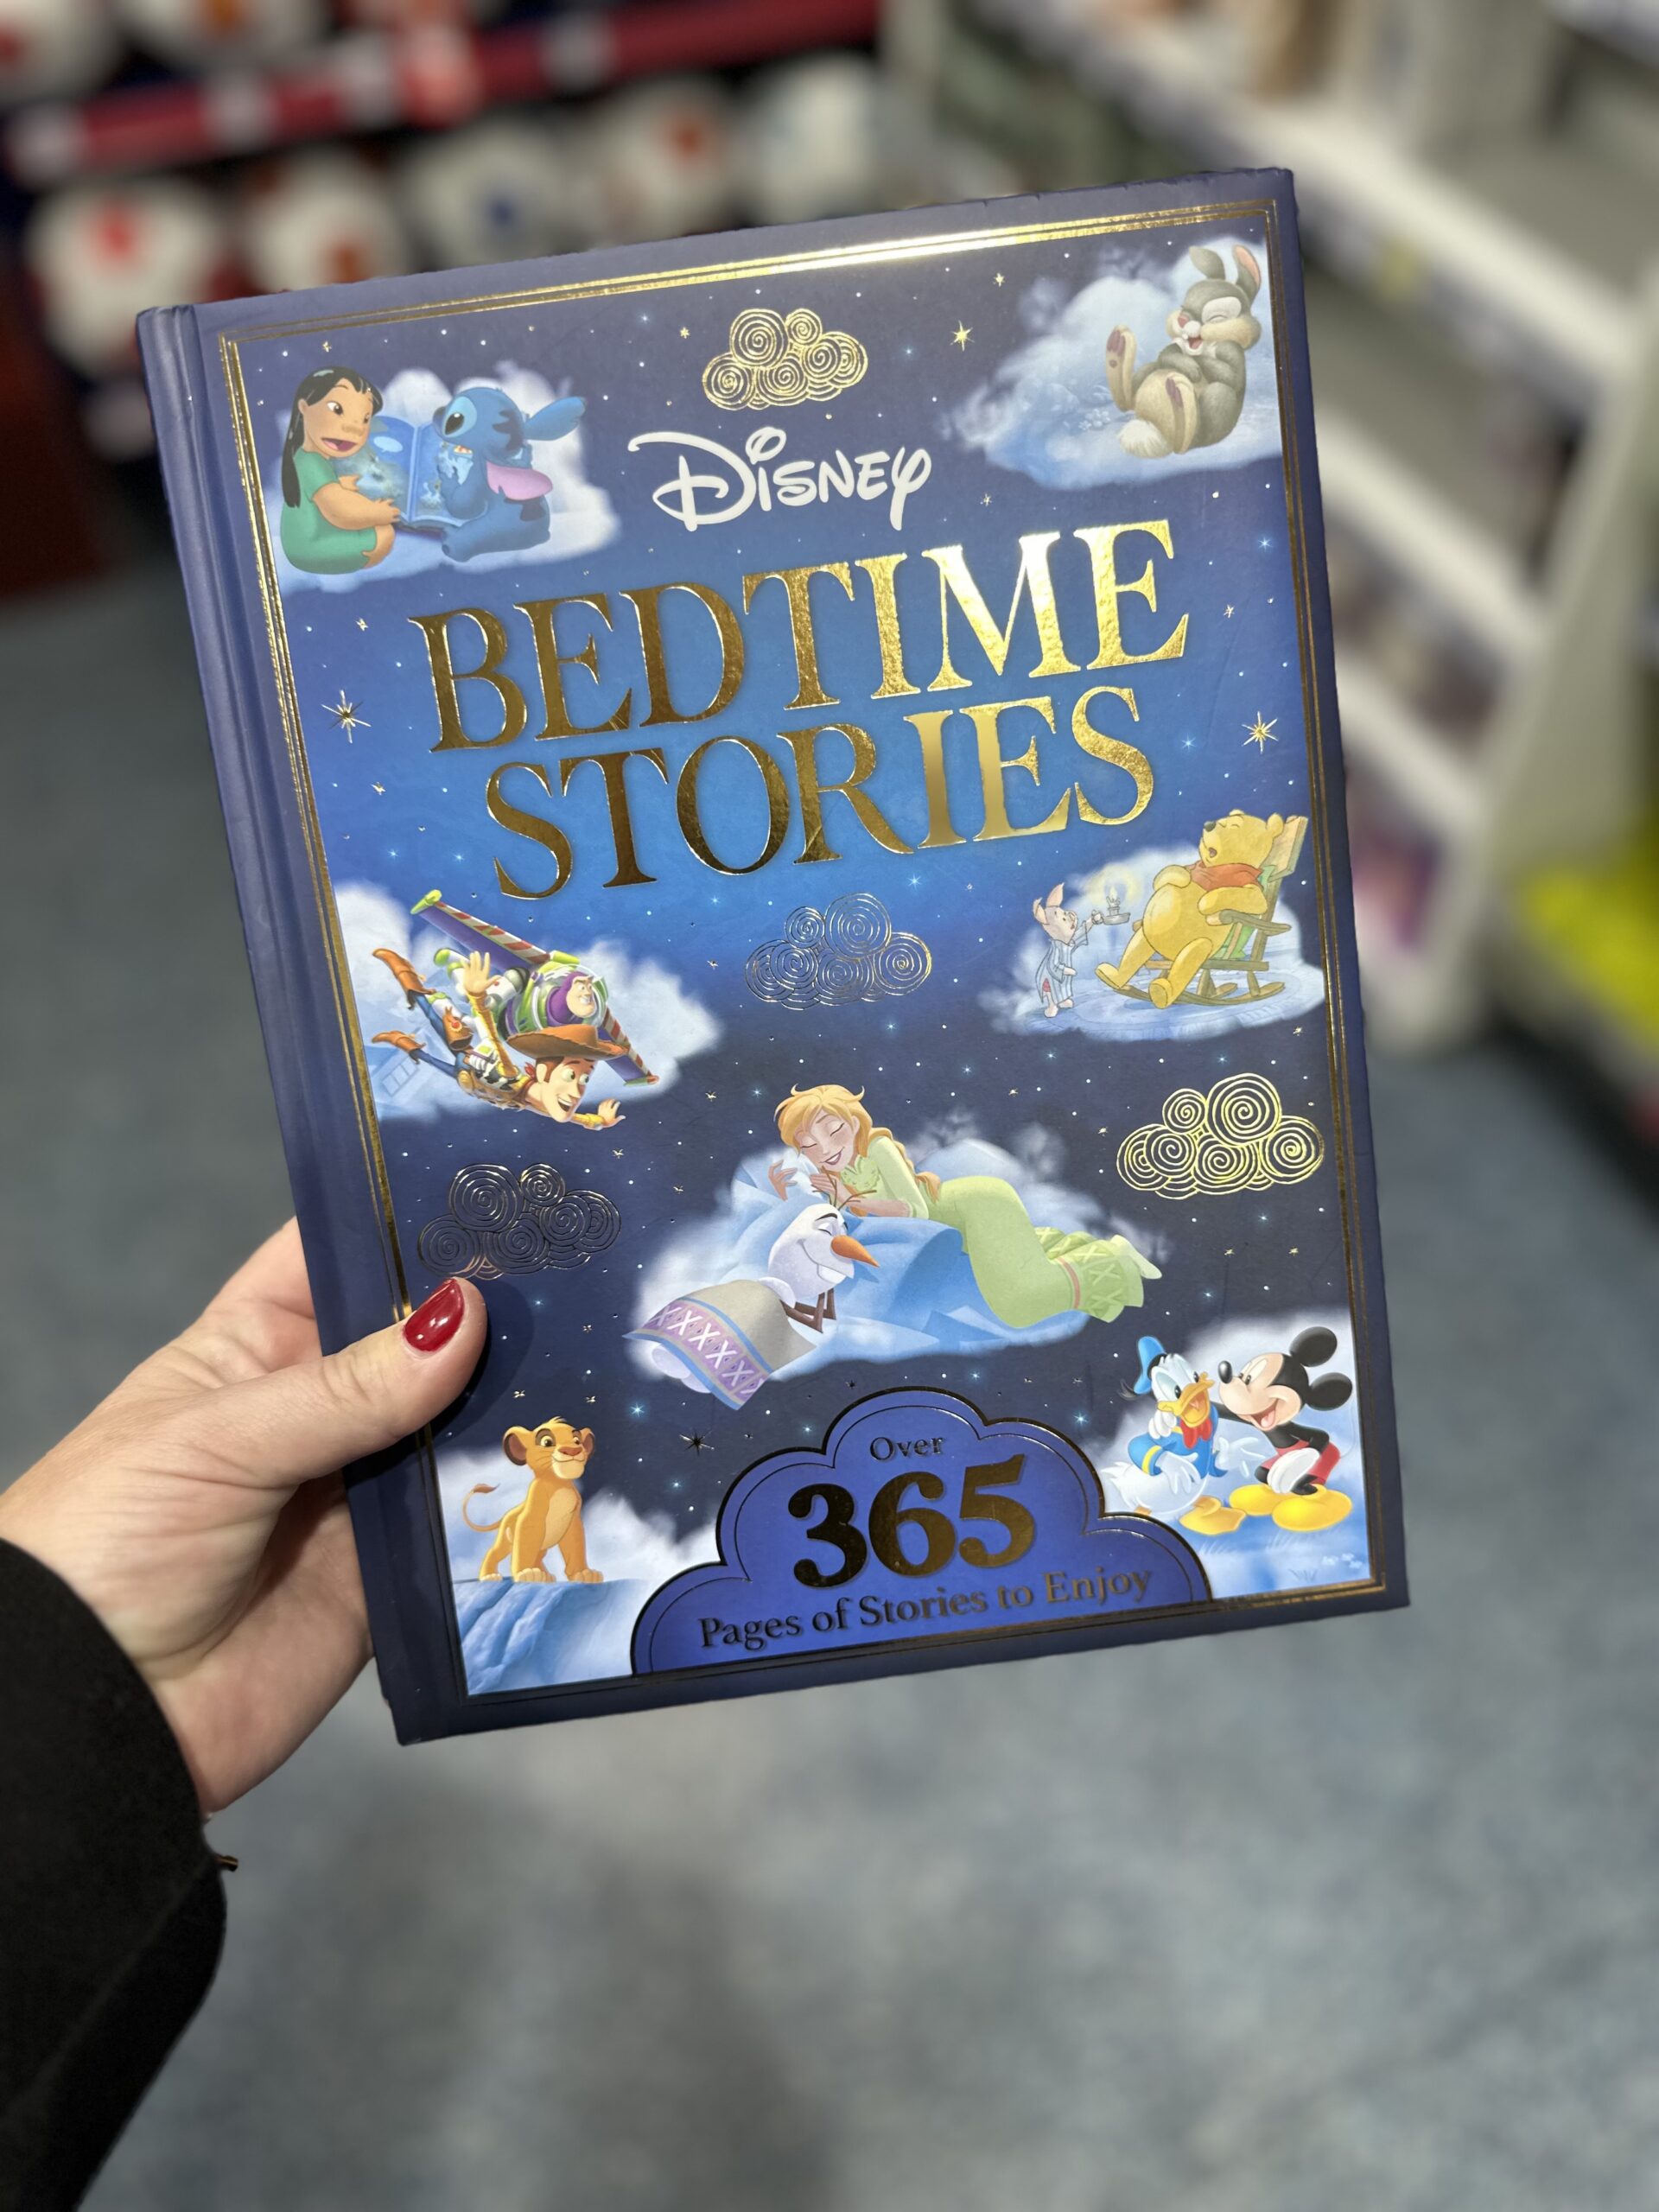 Disney
BEDTIME
STORIES
Over
365
Pages of Stories to Enjoy